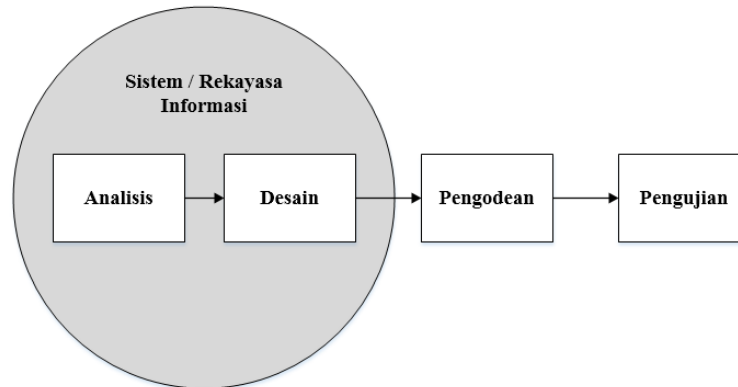 Sistem / Rekayasa
Informasi
Analisis
Desain
Pengodean
Pengujian